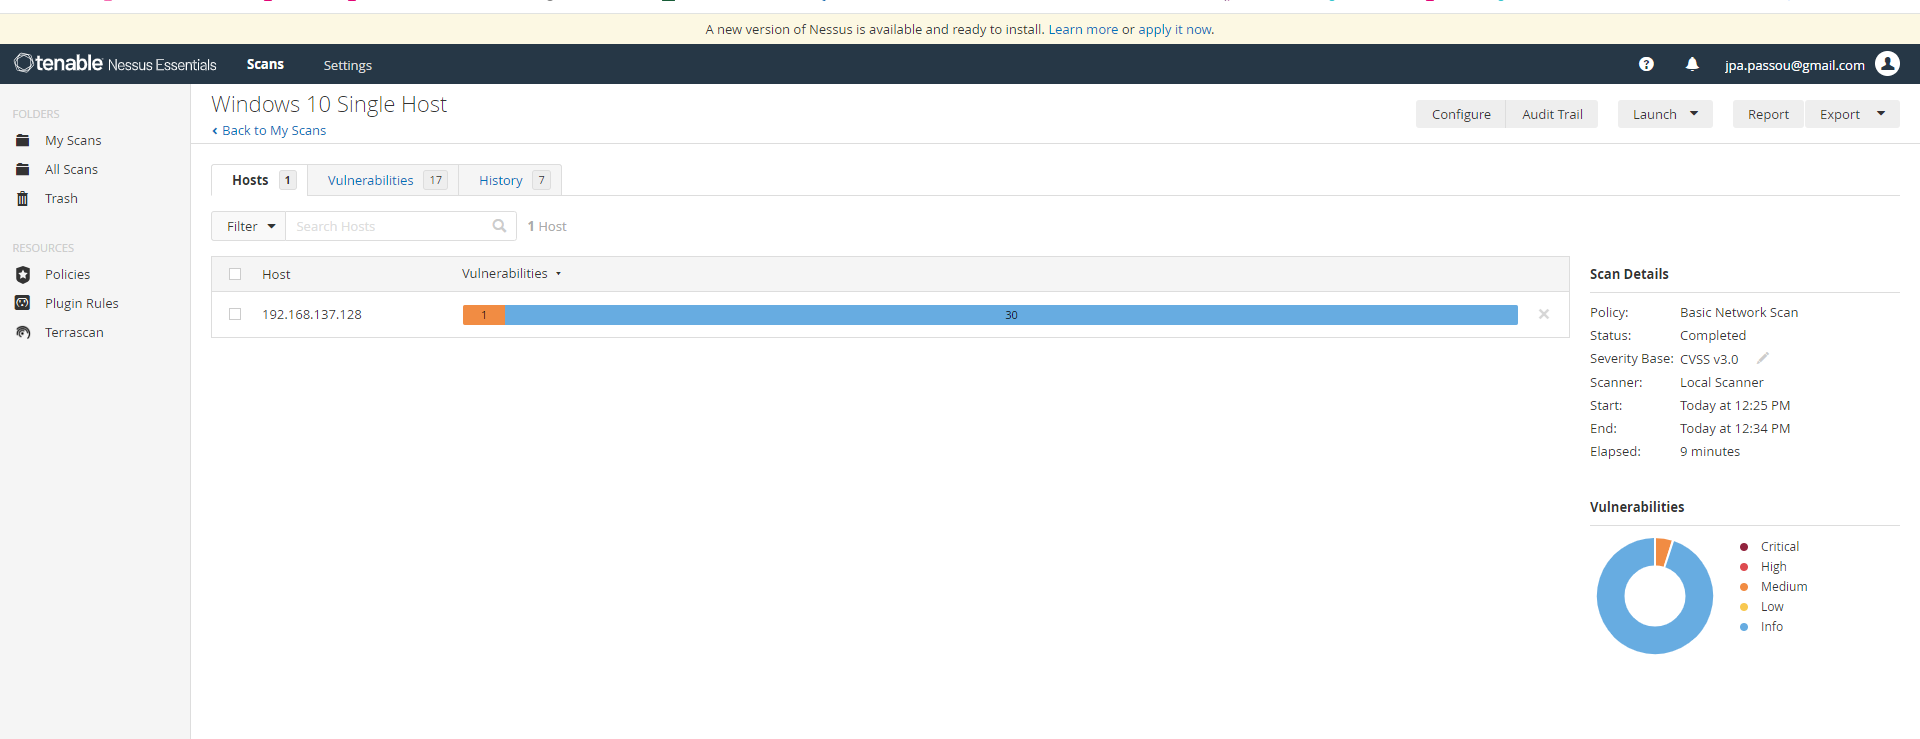 A new version of Nessus is available and ready to install. Learn more or apply it now.
tenable Nessus Essentials Scans Settings ? jpa.passou@gmail.com
FOLDERS
My Scans
All Scans
Trash
RESOURCES
Policies
Plugin Rules
Terrascan
Windows 10 Single Host
Back to My Scans
Configure Audit Trail Launch Report Export
Hosts 1 Vulnerabilities 17 History 7
Filter Search Hosts 1 Host
Host Vulnerabilities
192.168.137.128 1 30
Scan Details
Policy: Basic Network Scan
Status: Completed
Severity Base: CVSS v3.0
Scanner: Local Scanner
Start: Today at 12:25 PM
End: Today at 12:34 PM
Elapsed: 9 minutes
Vulnerabilities
Critical
High
Medium
Low
Info